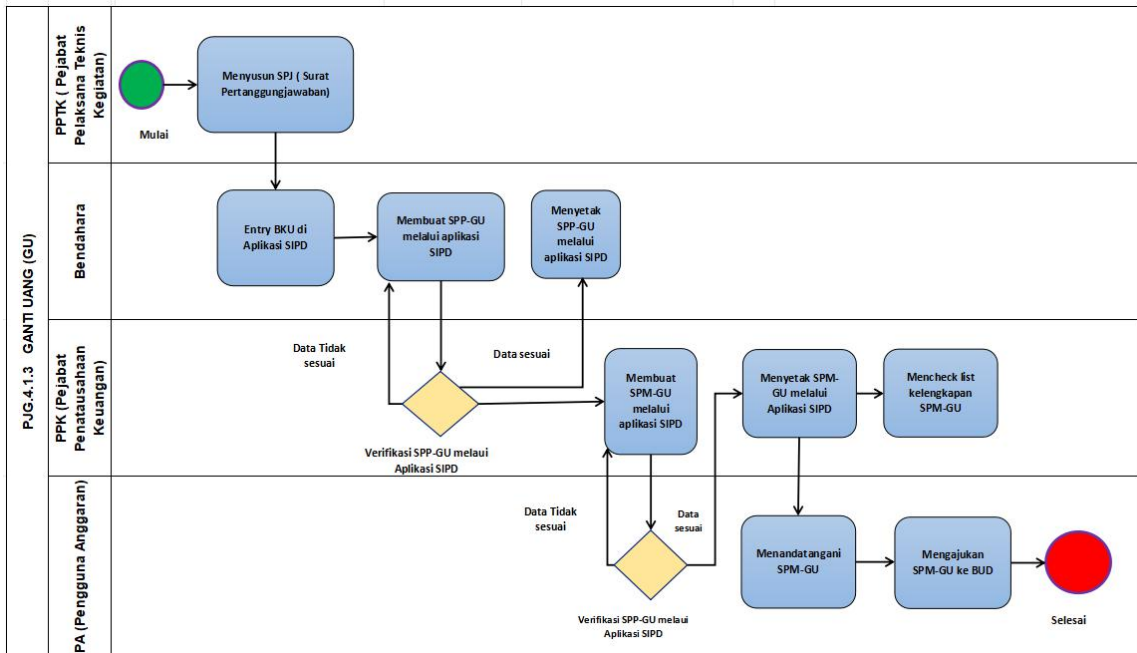 PJG.4.1.3 GANTI UANG (GU)
PPTK ( Pejabat
Pelaksana Teknis
Kegiatan)
Mulai
Menyusun SPJ ( Surat
Pertanggungjawaban)
Bendahara
Entry BKU di
Aplikasi SIPD
Membuat SPP-GU
melalui aplikasi
SIPD
Menyetak
SPP-GU
melalui
aplikasi SIPD
PPK (Pejabat
Penatausahan
Keuangan)
Data Tidak
sesuai
Data sesuai
Verifikasi SPP-GU melaui
Aplikasi SIPD
Membuat
SPM-GU
melalui
aplikasi SIPD
Menyetak SPM-
GU melalui
Aplikasi SIPD
Mencheck list
kelengkapan
SPM-GU
PA (Pengguna Anggaran)
Data Tidak
sesuai
Data
sesuai
Verifikasi SPP-GU melaui
Aplikasi SIPD
Menandatangani
SPM-GU
Mengajukan
SPM-GU ke BUD
Selesai